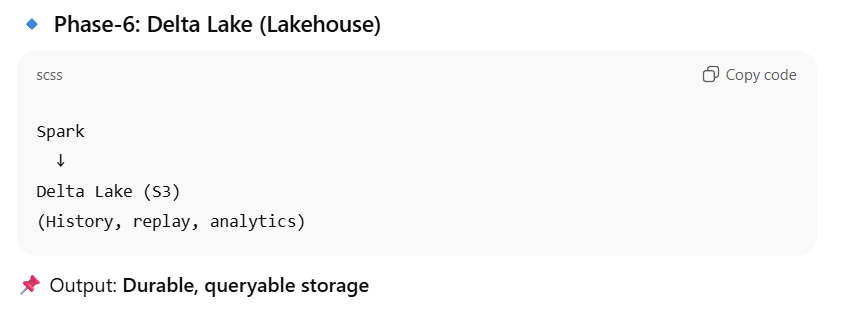 Phase-6: Delta Lake (Lakehouse)
scss
Copy code
Spark
↓
Delta Lake (S3)
(History, replay, analytics)
Output: Durable, queryable storage